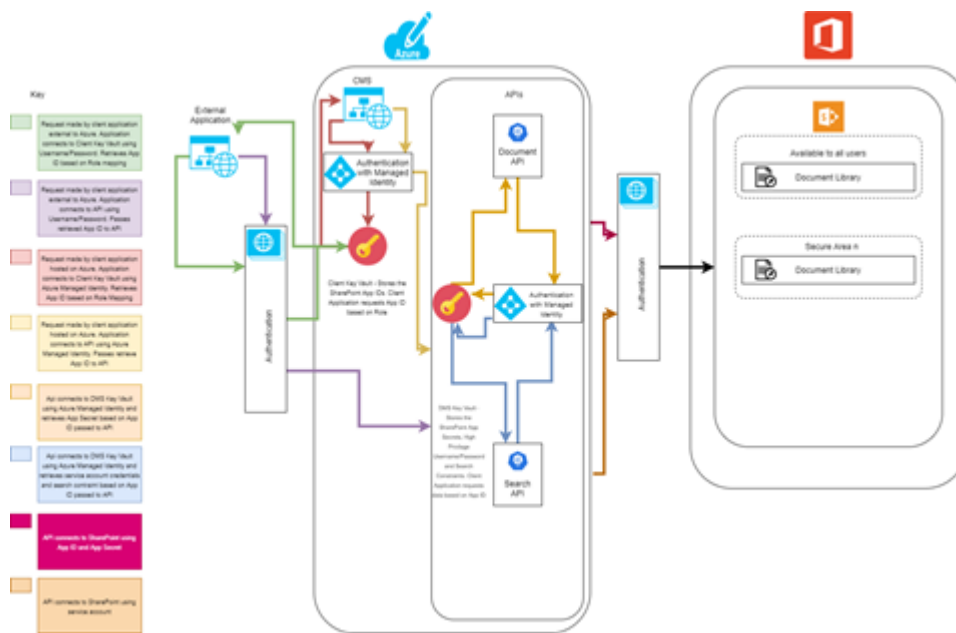 Azure
Key
Request made by client application
external to Azure. Application
connects to Client Key Vault using
Username/Password. Retrieves App
ID based on Role mapping
Request made by client application
external to Azure. Application
connects to API using
Username/Password. Passes
retrieved App ID to API
Request made by client application
hosted on Azure. Application
connects to Client Key Vault using
Azure Managed Identity. Retrieves
App ID based on Role Mapping
Request made by client application
hosted on Azure. Application
connects to API using Azure
Managed Identity. Passes retrieve
App ID to API
Api connects to CMS Key Vault
using Azure Managed Identity and
retrieves App Secret based on App
ID passed to API
Api connects to CMS Key Vault
using Azure Managed Identity and
retrieves service account credentials
and search contraint based on App
ID passed to API
API connects to SharePoint using
App ID and App Secret
API connects to SharePoint using
service account
External
Application
Authentication
CMS
Authentication
with Managed
Identity
Client Key Vault - Stores the
SharePoint App IDs. Client
Application requests App ID
based on Role
APIs
Document
API
Authentication
with Managed
Identity
CMS Key Vault -
Stores the
SharePoint App
Secrets, High
Privilege
Username/Password
and Search
Constraints. Client
Application requests
data based on App ID
Search
API
Authentication
S
Available to all users
Document Library
Secure Area n
Document Library